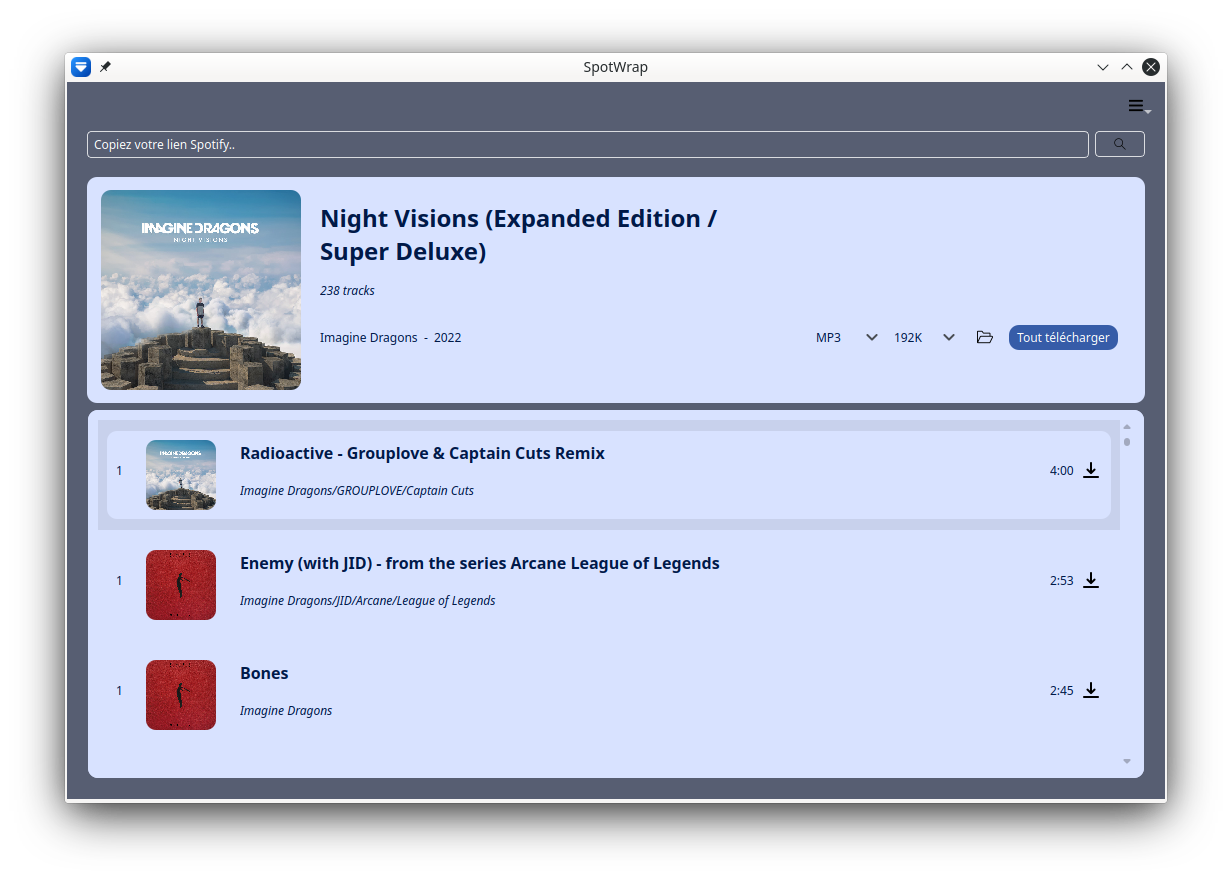 SpotWrap
Copiez votre lien Spotify..
IMAGINE DRAGONS
NIGHT VISIONS
Night Visions (Expanded Edition /
Super Deluxe)
238 tracks
Imagine Dragons - 2022
MP3
192K
Tout télécharger
1
IMAGINE DRAGONS
Radioactive - Grouplove & Captain Cuts Remix
Imagine Dragons/GROUPLOVE/Captain Cuts
4:00
1
Enemy (with JID) - from the series Arcane League of Legends
Imagine Dragons/JID/Arcane/League of Legends
2:53
1
Bones
Imagine Dragons
2:45